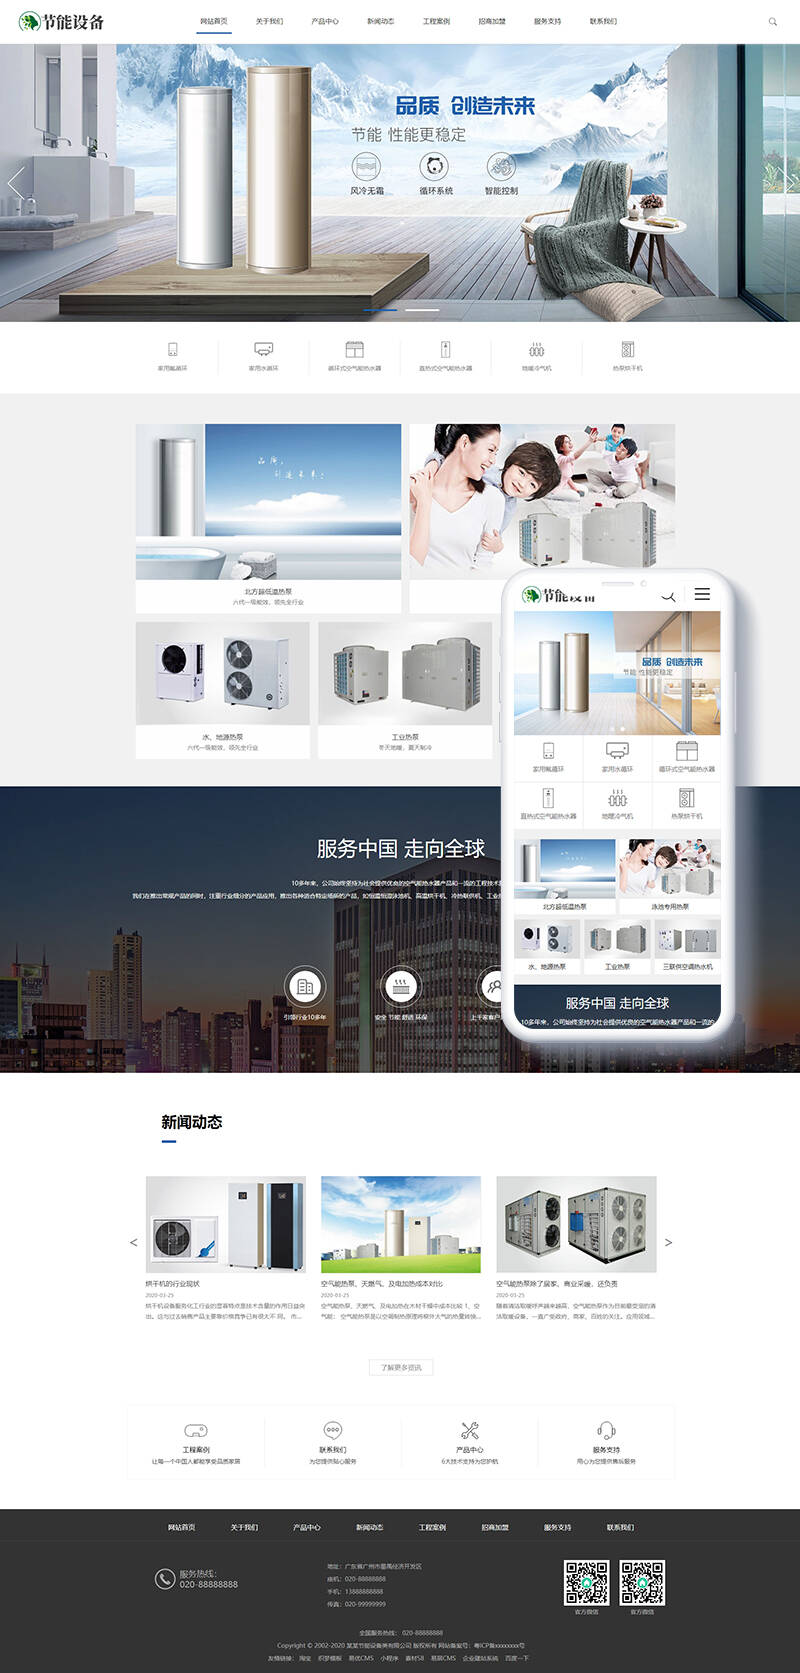 节能设备
网站首页 关于我们 产品中心 新闻动态 工程案例 招商加盟 服务支持 联系我们
品质 创造未来
节能 性能更稳定
风冷无霜 循环系统 智能控制
家用氟循环 家用水循环 循环式空气能热水器 直热式空气能热水器 地暖冷气机 热泵烘干机
品质，
创造未来！
北方超低温热泵
六代一级能效，领先全行业
水、地源热泵
六代一级能效，领先全行业
工业热泵
冬天地暖，夏天制冷
节能设备
品质 创造未来
节能 性能更稳定
家用氟循环 家用水循环 循环式空气能热水器
直热式空气能热水器 地暖冷气机 热泵烘干机
北方超低温热泵 泳池专用热泵
水、地源热泵 工业热泵 三联供空调热水机
服务中国 走向全球
10多年来，公司始终坚持为社会提供优良的空气能热水器产品和一流的
服务中国 走向全球
10多年来，公司始终坚持为社会提供优良的空气能热水器产品和一流的工程技术
我们在推出常规产品的同时，注重行业细分的产品应用，推出各种适合特定场所的产品，如恒温恒湿泳池机、高温烘干机、冷热联供机、工业
引领行业10多年 安全 节能 舒适 环保 上千家客户
新闻动态
< >
烘干机的行业现状
2020-03-25
烘干机设备服务化工行业的显著特点是技术含量的作用日益突
出。这与过去销售产品主要靠价格竞争已有很大不同。 市...
空气能热泵、天燃气、及电加热成本对比
2020-03-25
空气能热泵、天燃气、及电加热在木材干燥中成本比较 1、空
气能： 空气能热泵是以空调制热原理将室外大气的热量转换...
空气能热泵除了居家、商业采暖，还负责
2020-03-25
随着清洁取暖呼声越来越高，空气能热泵作为目前最变现的清
洁取暖设备，一直广受政府、商家、百姓的关注。应用领域...
了解更多资讯
工程案例 联系我们 产品中心 服务支持
让每一个中国人都能享受品质家居 为您提供贴心服务 6大技术支持为您护航 用心为您提供售后服务
网站首页 关于我们 产品中心 新闻动态 工程案例 招商加盟 服务支持 联系我们
服务热线：
020-88888888
地址：广东省广州市番禺经济开发区
座机：020-88888888
手机：13888888888
传真：020-99999999
官方微信 官方微信
全国服务热线： 020-88888888
Copyright © 2002-2020 某某节能设备类有限公司 版权所有 网站备案号：粤ICP备xxxxxxxx号
友情链接： 淘宝 织梦模板 易优CMS 小程序 素材58 易居CMS 企业建站系统 百度一下